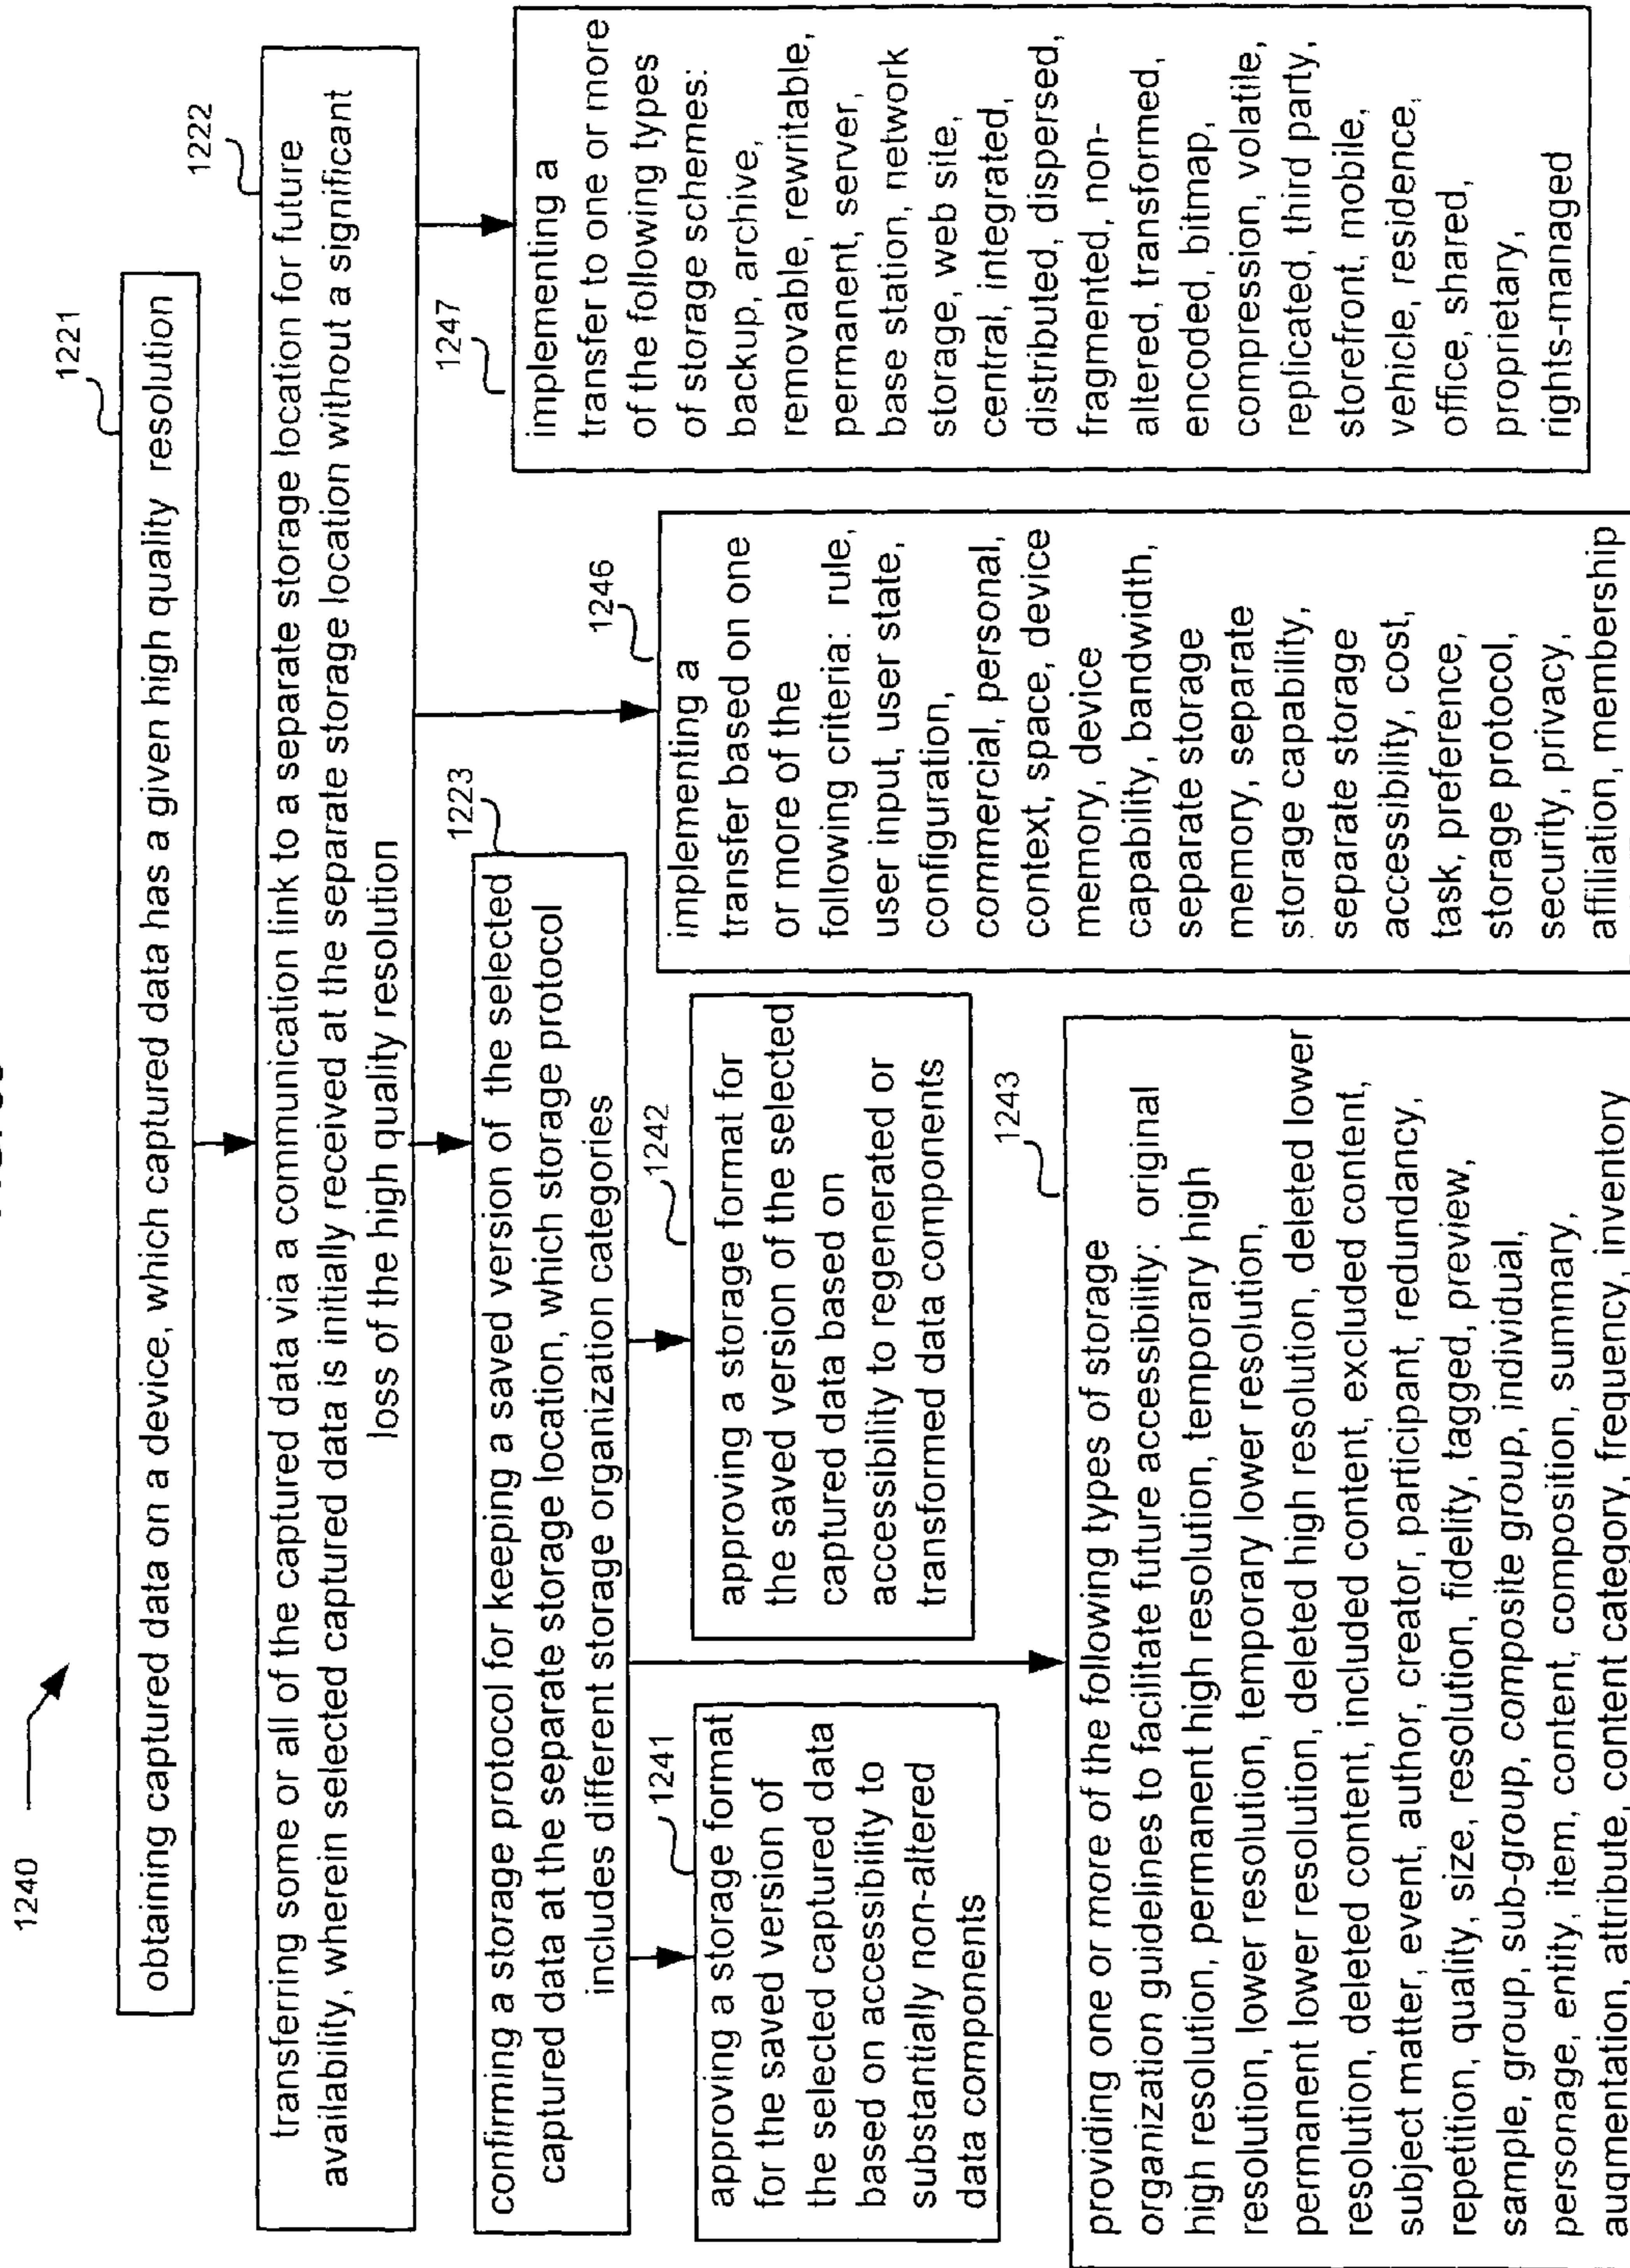 1240
1221
obtaining captured data on a device, which captured data has a given high quality resolution
1222
transferring some or all of the captured data via a communication link to a separate storage location for future
availability, wherein selected captured data is initially received at the separate storage location without a significant
loss of the high quality resolution
1223
confirming a storage protocol for keeping a saved version of the selected
captured data at the separate storage location, which storage protocol
includes different storage organization categories
1241
approving a storage format
for the saved version of
the selected captured data
based on accessibility to
substantially non-altered
data components
1242
approving a storage format for
the saved version of the selected
captured data based on
accessibility to regenerated or
transformed data components
1243
providing one or more of the following types of storage
organization guidelines to facilitate future accessibility: original
high resolution, permanent high resolution, temporary high
resolution, lower resolution, temporary lower resolution,
permanent lower resolution, deleted high resolution, deleted lower
resolution, deleted content, included content, excluded content,
subject matter, event, author, creator, participant, redundancy,
repetition, quality, size, resolution, fidelity, tagged, preview,
sample, group, sub-group, composite group, individual,
personage, entity, item, content, composition, summary,
augmentation, attribute, content category, frequency, inventory
1246
implementing a
transfer based on one
or more of the
following criteria: rule,
user input, user state,
configuration,
commercial, personal,
context, space, device
memory, device
capability, bandwidth,
separate storage
memory, separate
storage capability,
separate storage
accessibility, cost,
task, preference,
storage protocol,
security, privacy,
affiliation, membership
1247
implementing a
transfer to one or more
of the following types
of storage schemes:
backup, archive,
removable, rewritable,
permanent, server,
base station, network
storage, web site,
central, integrated,
distributed, dispersed,
fragmented, non-
altered, transformed,
encoded, bitmap,
compression, volatile,
replicated, third party,
storefront, mobile,
vehicle, residence,
office, shared,
proprietary,
rights-managed